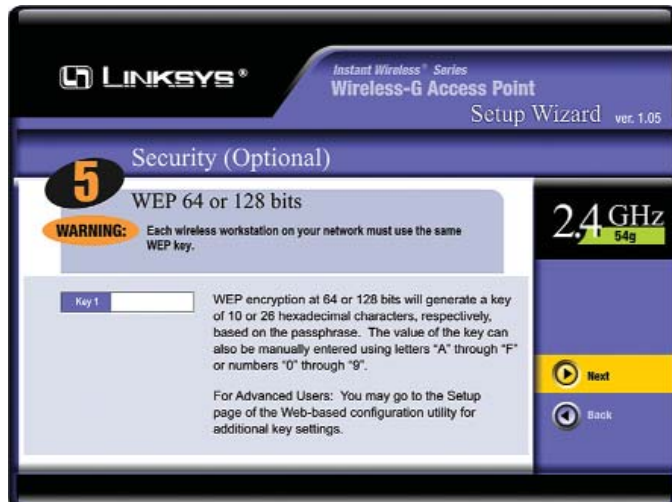 LINKSYS®
Instant Wireless® Series
Wireless-G Access Point
Setup Wizard ver. 1.05
Security (Optional)
5
WEP 64 or 128 bits
WARNING: Each wireless workstation on your network must use the same
WEP key.
2.4 GHz
54g
Key 1
WEP encryption at 64 or 128 bits will generate a key
of 10 or 26 hexadecimal characters, respectively,
based on the passphrase. The value of the key can
also be manually entered using letters “A” through “F”
or numbers “0” through “9”.
For Advanced Users: You may go to the Setup
page of the Web-based configuration utility for
additional key settings.
Next
Back